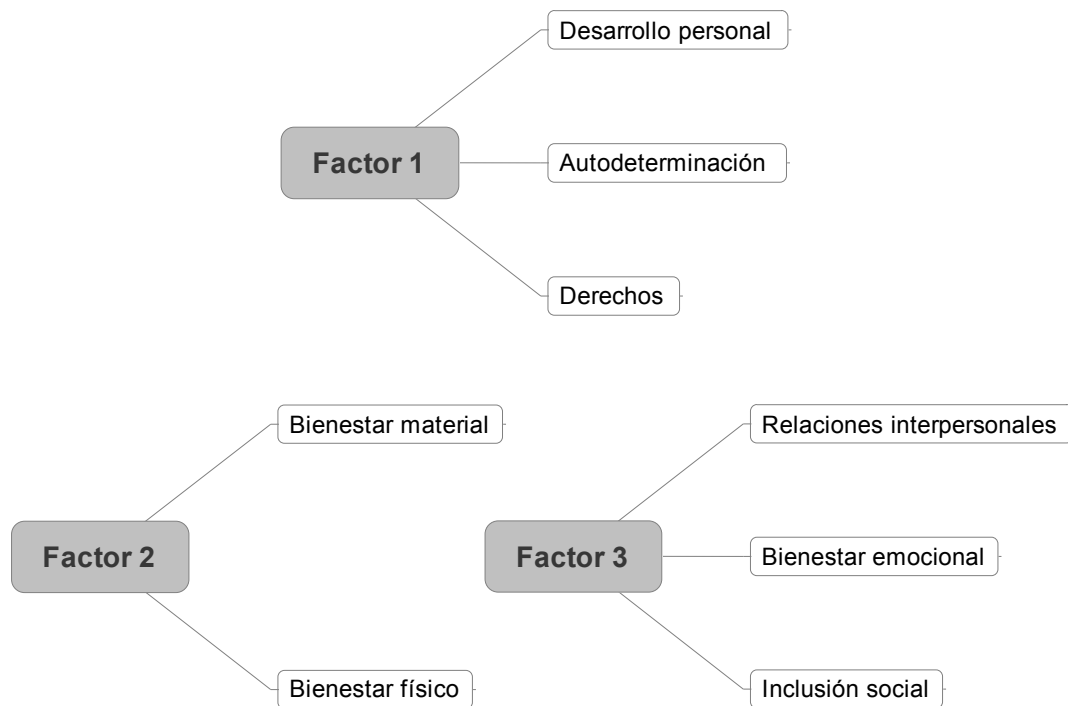 Desarrollo personal
Factor 1
Autodeterminación
Derechos
Bienestar material
Factor 2
Bienestar físico
Relaciones interpersonales
Factor 3
Bienestar emocional
Inclusión social